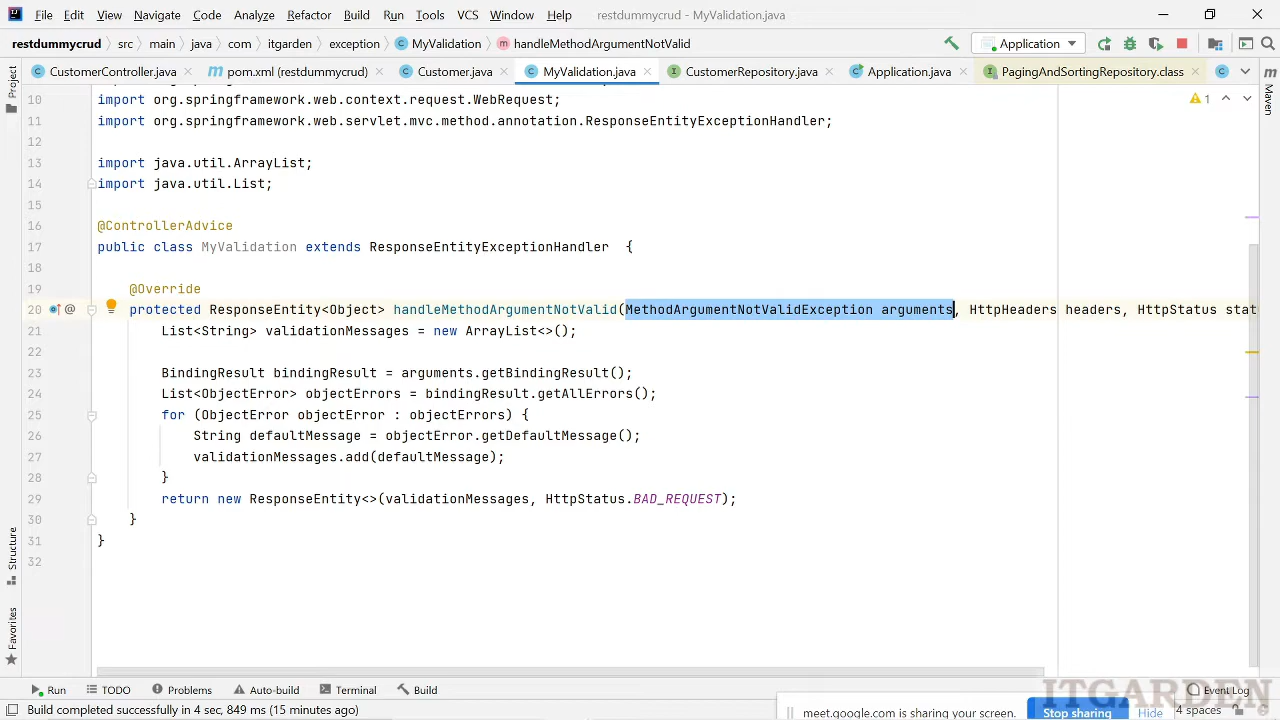 File Edit View Navigate Code Analyze Refactor Build Run Tools VCS Window Help restdummycrud - MyValidation.java
restdummycrud src main java com itgarden exception MyValidation handleMethodArgumentNotValid Application
CustomerController.java pom.xml (restdummycrud) Customer.java MyValidation.java CustomerRepository.java Application.java PagingAndSortingRepository.class
Project
Maven
1
10 import org.springframework.web.context.request.WebRequest;
11 import org.springframework.web.servlet.mvc.method.annotation.ResponseEntityExceptionHandler;
12
13 import java.util.ArrayList;
14 import java.util.List;
15
16 @ControllerAdvice
17 public class MyValidation extends ResponseEntityExceptionHandler {
18
19 @Override
20 protected ResponseEntity<Object> handleMethodArgumentNotValid(MethodArgumentNotValidException arguments, HttpHeaders headers, HttpStatus stat
21 List<String> validationMessages = new ArrayList<>();
22
23 BindingResult bindingResult = arguments.getBindingResult();
24 List<ObjectError> objectErrors = bindingResult.getAllErrors();
25 for (ObjectError objectError : objectErrors) {
26 String defaultMessage = objectError.getDefaultMessage();
27 validationMessages.add(defaultMessage);
28 }
29 return new ResponseEntity<>(validationMessages, HttpStatus.BAD_REQUEST);
30 }
31 }
32
Structure
Favorites
Run TODO Problems Auto-build Terminal Build Event Log
ITGARDEN
Build completed successfully in 4 sec, 849 ms (15 minutes ago) 4 spaces
meet.google.com is sharing your screen. Stop sharing Hide